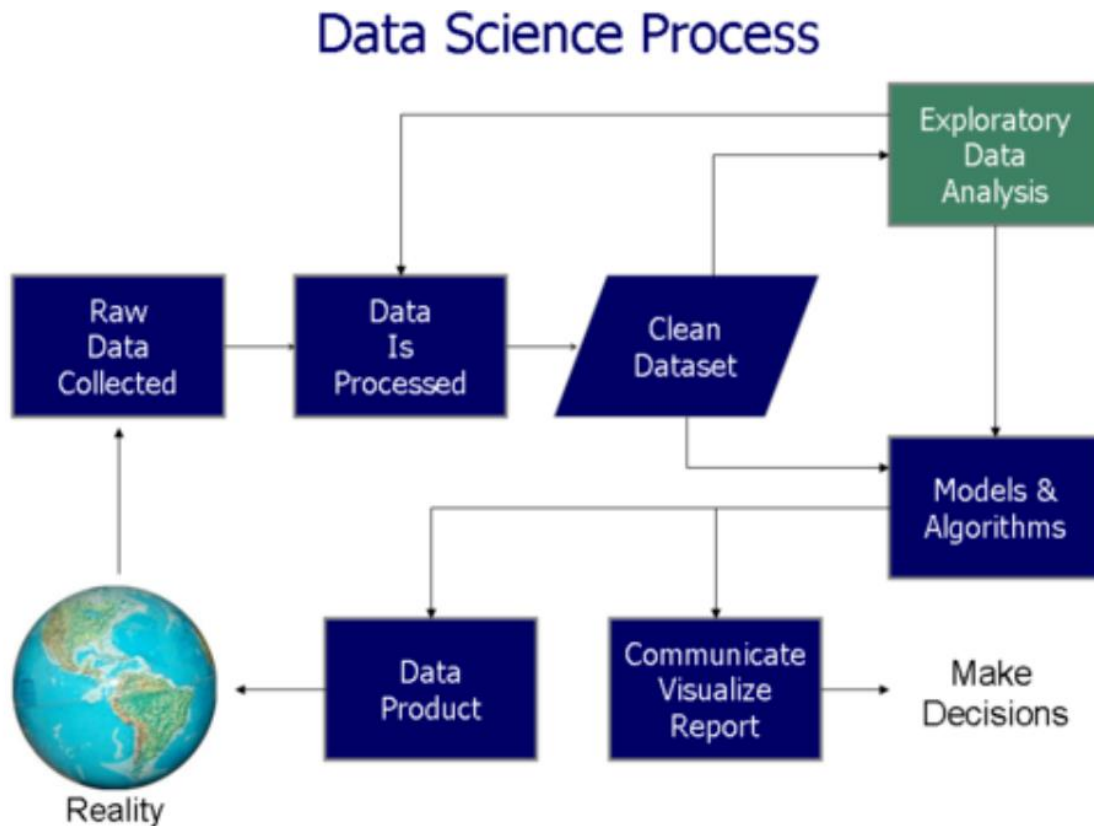 Data Science Process
Exploratory
Data
Analysis
Raw
Data
Collected
Data
Is
Processed
Clean
Dataset
Models &
Algorithms
Data
Product
Communicate
Visualize
Report
Make
Decisions
Reality